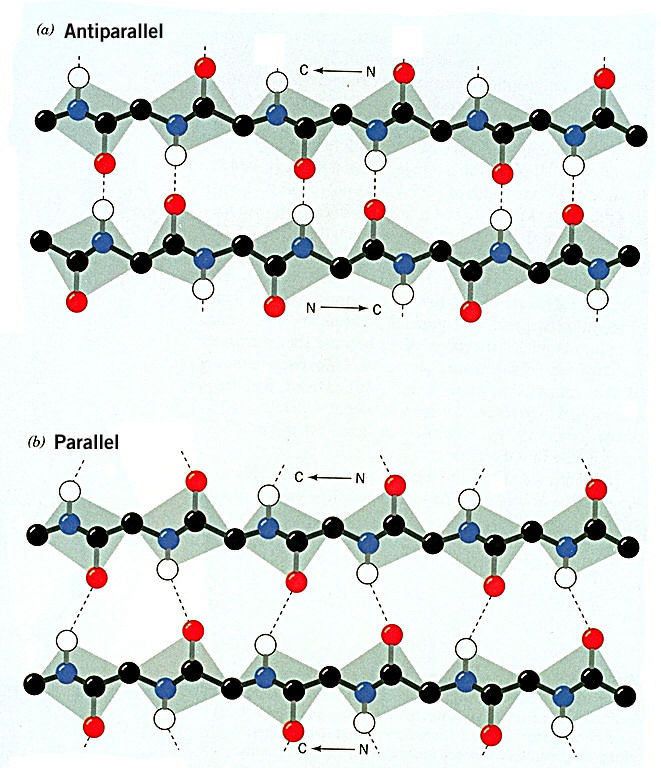 (a) Antiparallel
C ← N
N → C
(b) Parallel
C ← N
C ← N